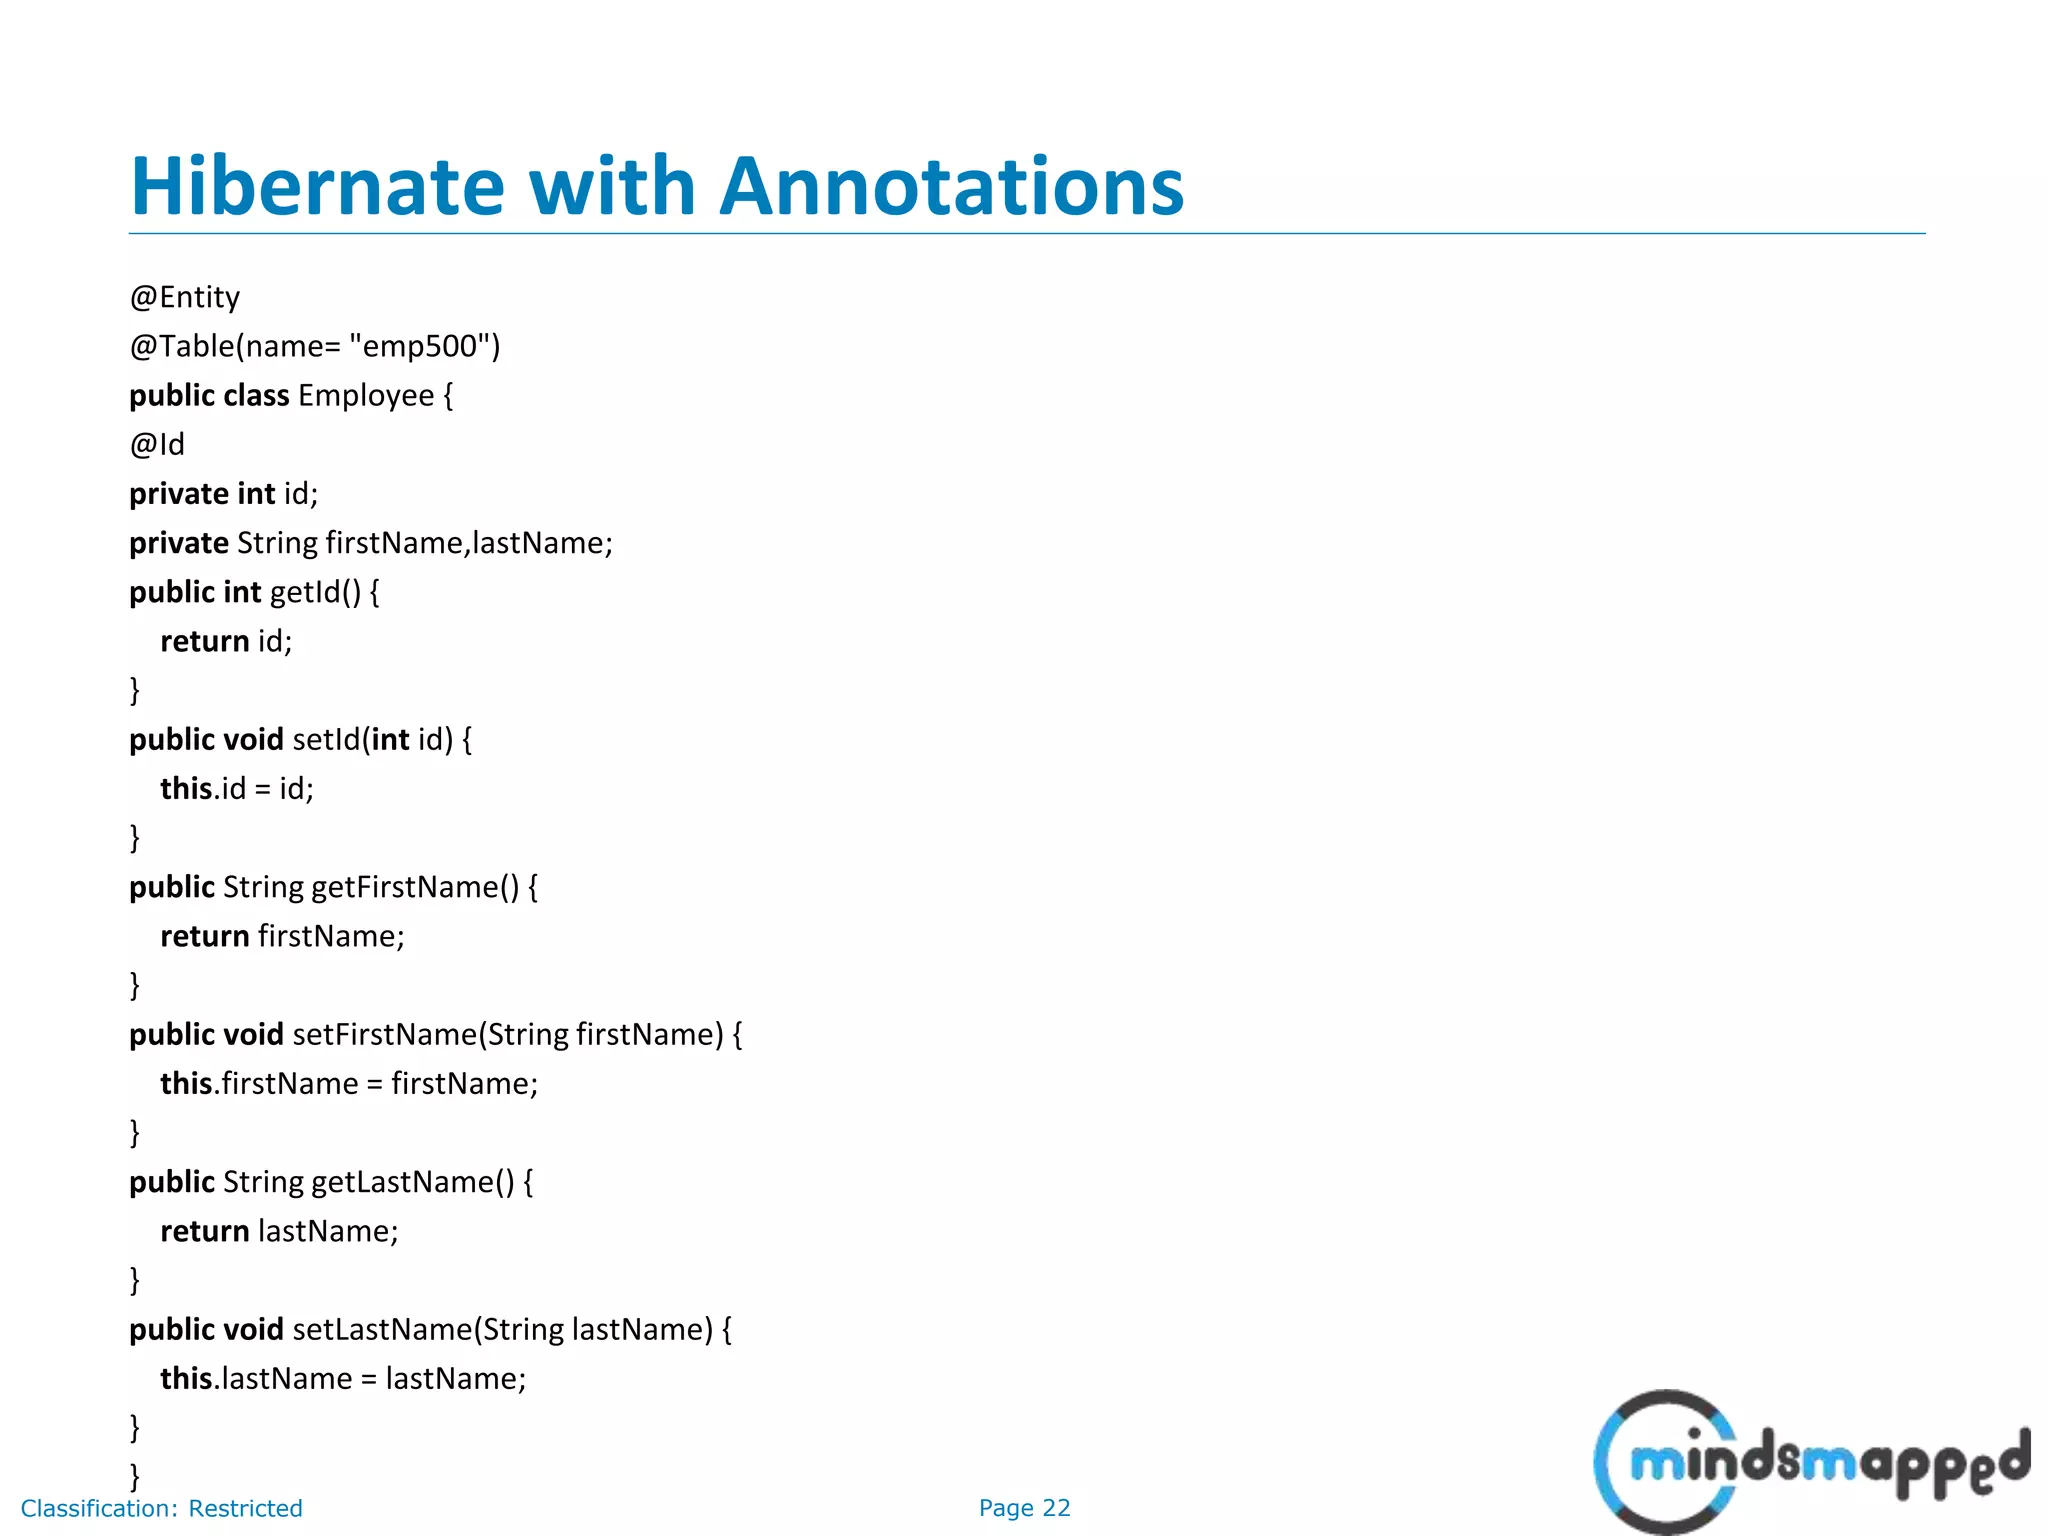 Hibernate with Annotations
@Entity
@Table(name= "emp500")
public class Employee {
@Id
private int id;
private String firstName,lastName;
public int getId() {
return id;
}
public void setId(int id) {
this.id = id;
}
public String getFirstName() {
return firstName;
}
public void setFirstName(String firstName) {
this.firstName = firstName;
}
public String getLastName() {
return lastName;
}
public void setLastName(String lastName) {
this.lastName = lastName;
}
}
Classification: Restricted
Page 22
mindsmapped